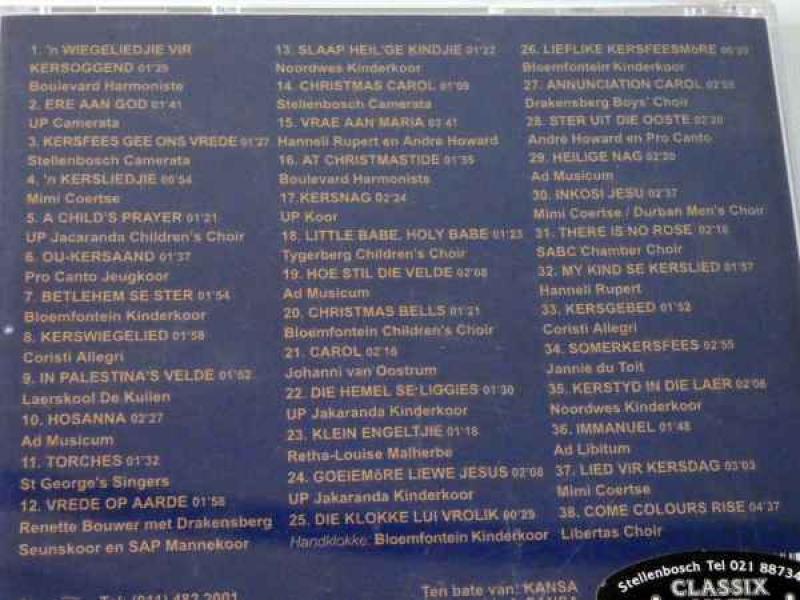 1. 'n WIEGELIEDJIE VIR
KERSOGGEND 01'29
Boulevard Harmoniste
2. ERE AAN GOD 01'41
UP Camerata
3. KERSFEES GEE ONS VREDE 01'27
Stellenbosch Camerata
4. 'n KERSLIEDJIE 00'54
Mimi Coertse
5. A CHILD'S PRAYER 01'21
UP Jacaranda Children's Choir
6. OU-KERSAAND 01'37
Pro Canto Jeugkoor
7. BETLEHEM SE STER 01'54
Bloemfontein Kinderkoor
8. KERSWIEGELIED 01'58
Coristi Allegri
9. IN PALESTINA'S VELDE 01'52
Laerskool De Kuilen
10. HOSANNA 02'27
Ad Musicum
11. TORCHES 01'32
St George's Singers
12. VREDE OP AARDE 01'58
Renette Bouwer met Drakensberg
Seunskoor en SAP Mannekoor
13. SLAAP HEIL'GE KINDJIE 01'22
Noordwes Kinderkoor
14. CHRISTMAS CAROL 01'09
Stellenbosch Camerata
15. VRAE AAN MARIA 03'41
Hanneli Rupert en Andre Howard
16. AT CHRISTMASTIDE 01'35
Boulevard Harmoniste
17. KERSNAG 02'24
UP Koor
18. LITTLE BABE, HOLY BABE 01'23
Tygerberg Children's Choir
19. HOE STIL DIE VELDE 02'08
Ad Musicum
20. CHRISTMAS BELLS 01'21
Bloemfontein Children's Choir
21. CAROL 02'16
Johanni van Oostrum
22. DIE HEMEL SE LIGGIES 01'30
UP Jakaranda Kinderkoor
23. KLEIN ENGELTJIE 01'18
Retha-Louise Malherbe
24. GOEIEMôRE LIEWE JESUS 02'08
UP Jakaranda Kinderkoor
25. DIE KLOKKE LUI VROLIK 00'29
Handklokke: Bloemfontein Kinderkoor
26. LIEFLIKE KERSFEESMôRE
Bloemfontein Kinderkoor
27. ANNUNCIATION CAROL
Drakensberg Boys' Choir
28. STER UIT DIE OOSTE 02'20
Andre Howard en Pro Canto
29. HEILIGE NAG 02'20
Ad Musicum
30. INKOSI JESU 02'37
Mimi Coertse / Durban Men's Choir
31. THERE IS NO ROSE 02'18
SABC Chamber Choir
32. MY KIND SE KERSLIED 01'57
Hanneli Rupert
33. KERSGEBED 01'52
Coristi Allegri
34. SOMERKERSFEES 02'55
Jannie du Toit
35. KERSTYD IN DIE LAER 02'06
Noordwes Kinderkoor
36. IMMANUEL 01'48
Ad Libitum
37. LIED VIR KERSDAG 03'03
Mimi Coertse
38. COME COLOURS RISE 04'37
Libertas Choir
Ten bate van: KANSA
Stellenbosch Tel 021 8873
CLASSIX